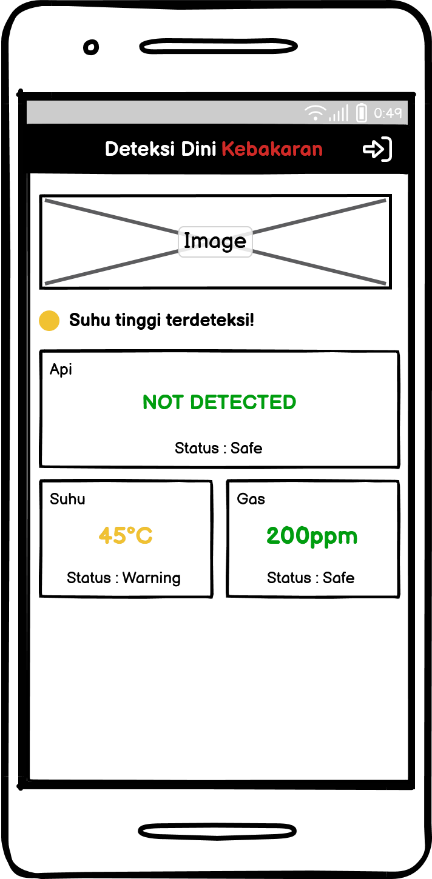 0:49
Deteksi Dini Kebakaran
Image
Suhu tinggi terdeteksi!
Api
NOT DETECTED
Status : Safe
Suhu
45°C
Status : Warning
Gas
200ppm
Status : Safe